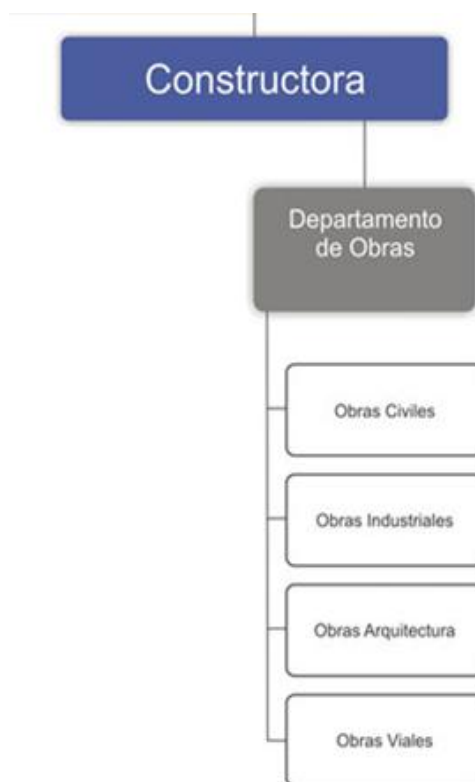 Constructora
Departamento
de Obras
Obras Civiles
Obras Industriales
Obras Arquitectura
Obras Viales